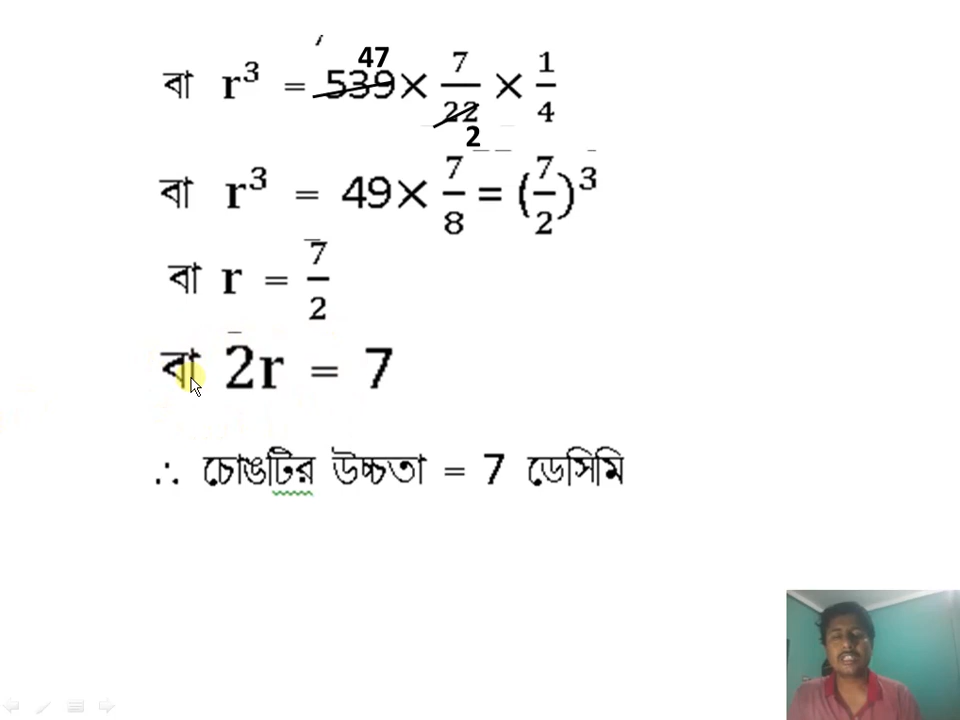 47
বা r³ = 539 × 7/22 × 1/4
2
বা r³ = 49 × 7/8 = (7/2)³
বা r = 7/2
বা 2r = 7
∴ চোঙটির উচ্চতা = 7 ডেসিমি